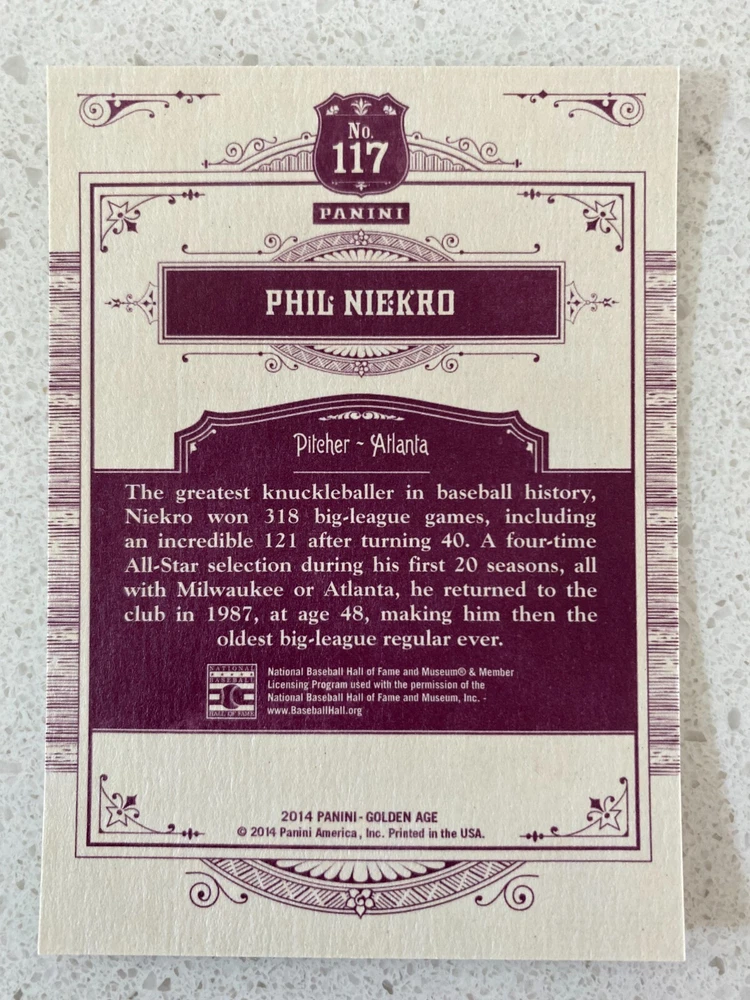 No.
117
PANINI
PHIL NIEKRO
Pitcher ~ Atlanta
The greatest knuckleballer in baseball history,
Niekro won 318 big-league games, including
an incredible 121 after turning 40. A four-time
All-Star selection during his first 20 seasons, all
with Milwaukee or Atlanta, he returned to the
club in 1987, at age 48, making him then the
oldest big-league regular ever.
NATIONAL
BASEBALL
HALL OF FAME
National Baseball Hall of Fame and Museum® & Member
Licensing Program used with the permission of the
National Baseball Hall of Fame and Museum, Inc. -
www.BaseballHall.org
2014 PANINI - GOLDEN AGE
© 2014 Panini America, Inc. Printed in the USA.